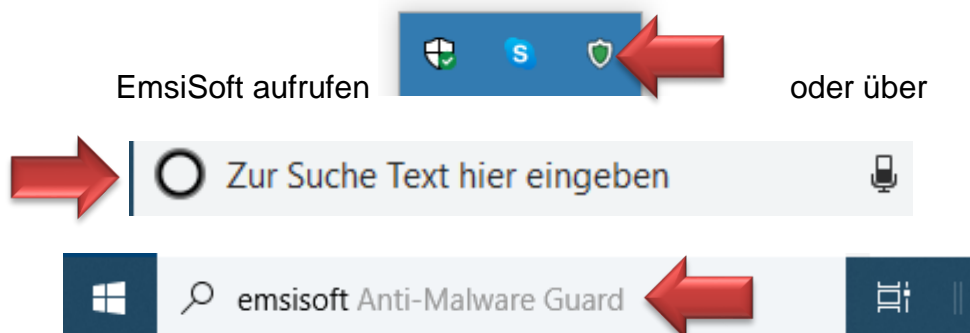 EmsiSoft aufrufen S oder über
Zur Suche Text hier eingeben
emsisoft Anti-Malware Guard